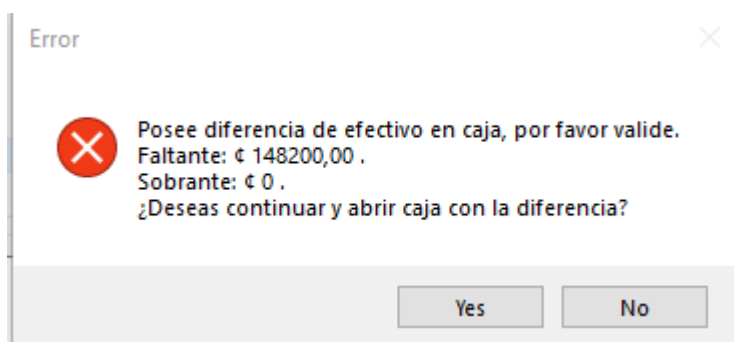 Error
Posee diferencia de efectivo en caja, por favor valide.
Faltante: ¢ 148200,00 .
Sobrante: ¢ 0 .
¿Deseas continuar y abrir caja con la diferencia?
Yes
No